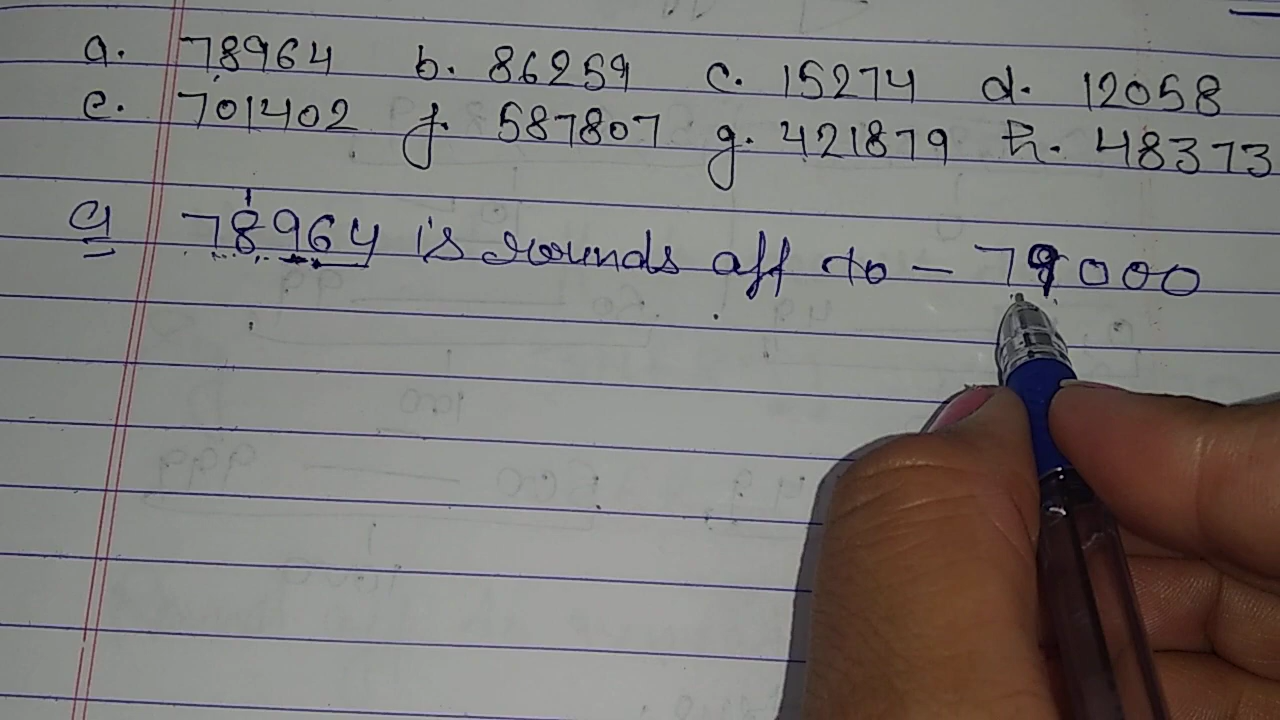 a. 78964 b. 86259 c. 15274 d. 12058
e. 701402 f. 587807 g. 421879 h. 48373
a 78964 is rounds off to - 79000